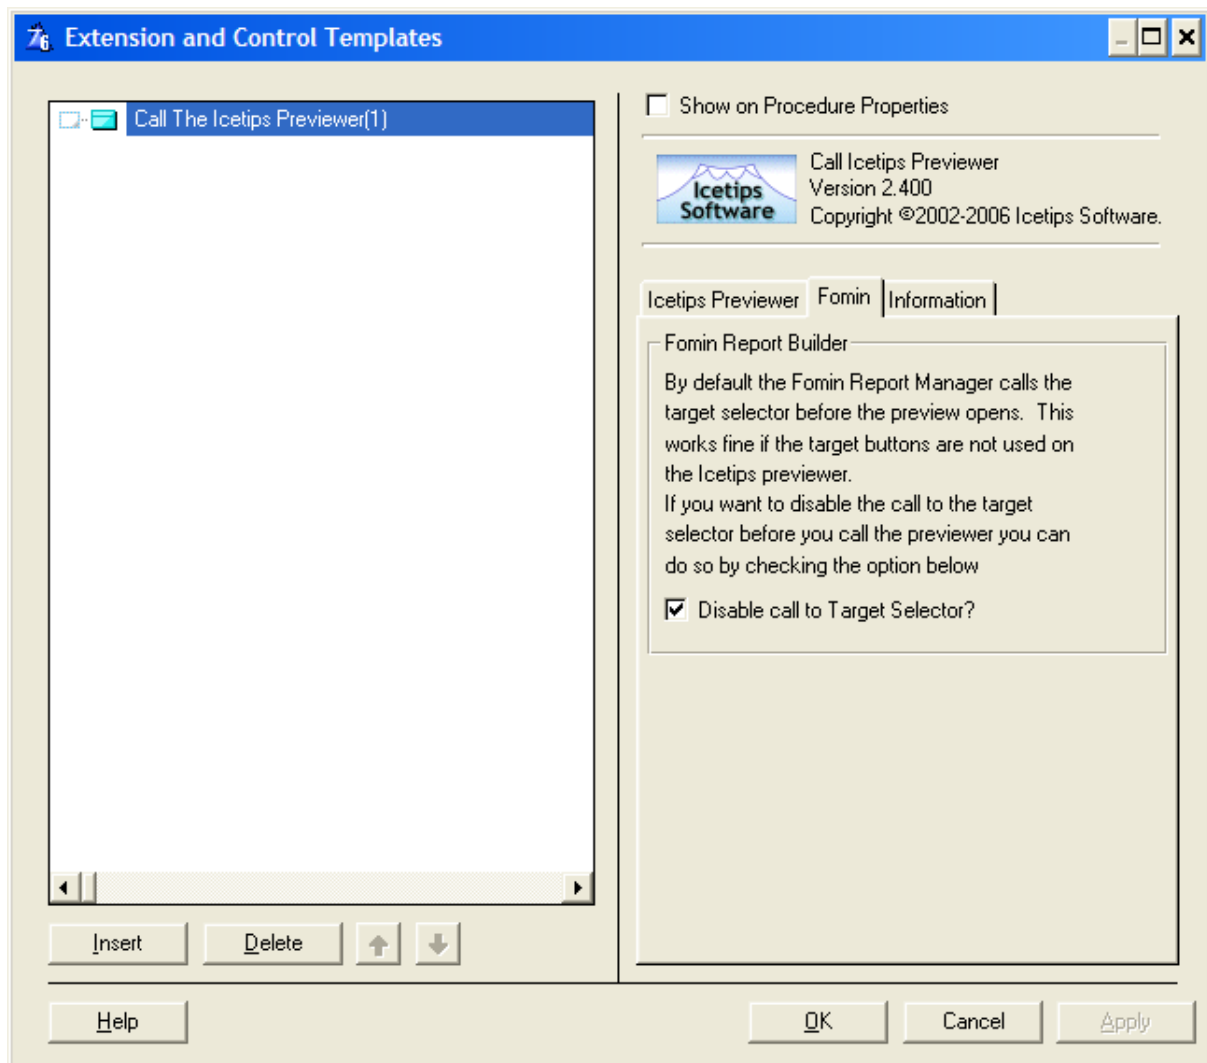 Extension and Control Templates
Call The Icetips Previewer(1)
Show on Procedure Properties
Icetips
Software
Call Icetips Previewer
Version 2.400
Copyright ©2002-2006 Icetips Software.
Icetips Previewer Fomin Information
Fomin Report Builder
By default the Fomin Report Manager calls the
target selector before the preview opens.  This
works fine if the target buttons are not used on
the Icetips previewer.
If you want to disable the call to the target
selector before you call the previewer you can
do so by checking the option below
Disable call to Target Selector?
Insert Delete
Help OK Cancel Apply